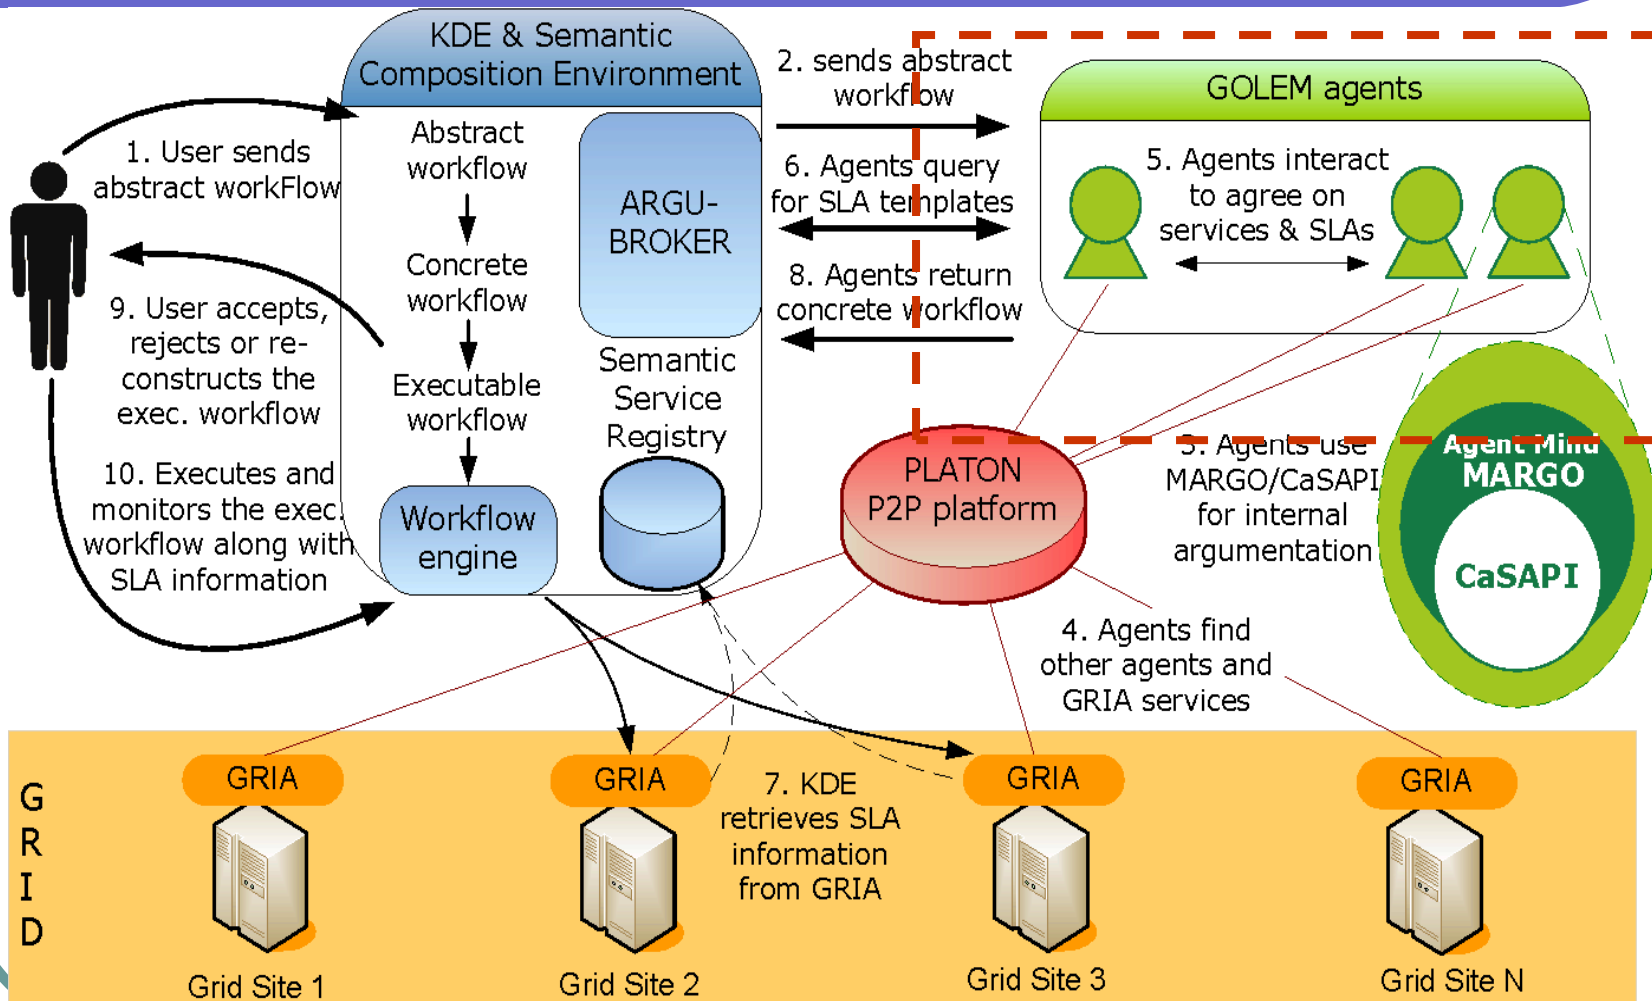 KDE & Semantic
Composition Environment
2. sends abstract
workflow
GOLEM agents
1. User sends
abstract workFlow
Abstract
workflow
ARGU-
BROKER
6. Agents query
for SLA templates
5. Agents interact
to agree on
services & SLAs
Concrete
workflow
8. Agents return
concrete workflow
9. User accepts,
rejects or re-
constructs the
exec. workflow
Executable
workflow
Semantic
Service
Registry
10. Executes and
monitors the exec.
workflow along with
SLA information
Workflow
engine
PLATON
P2P platform
3. Agents use
MARGO/CaSAPI
for internal
argumentation
Agent Mind
MARGO
CaSAPI
4. Agents find
other agents and
GRIA services
GRID
GRIA
GRIA
GRIA
GRIA
7. KDE
retrieves SLA
information
from GRIA
Grid Site 1
Grid Site 2
Grid Site 3
Grid Site N